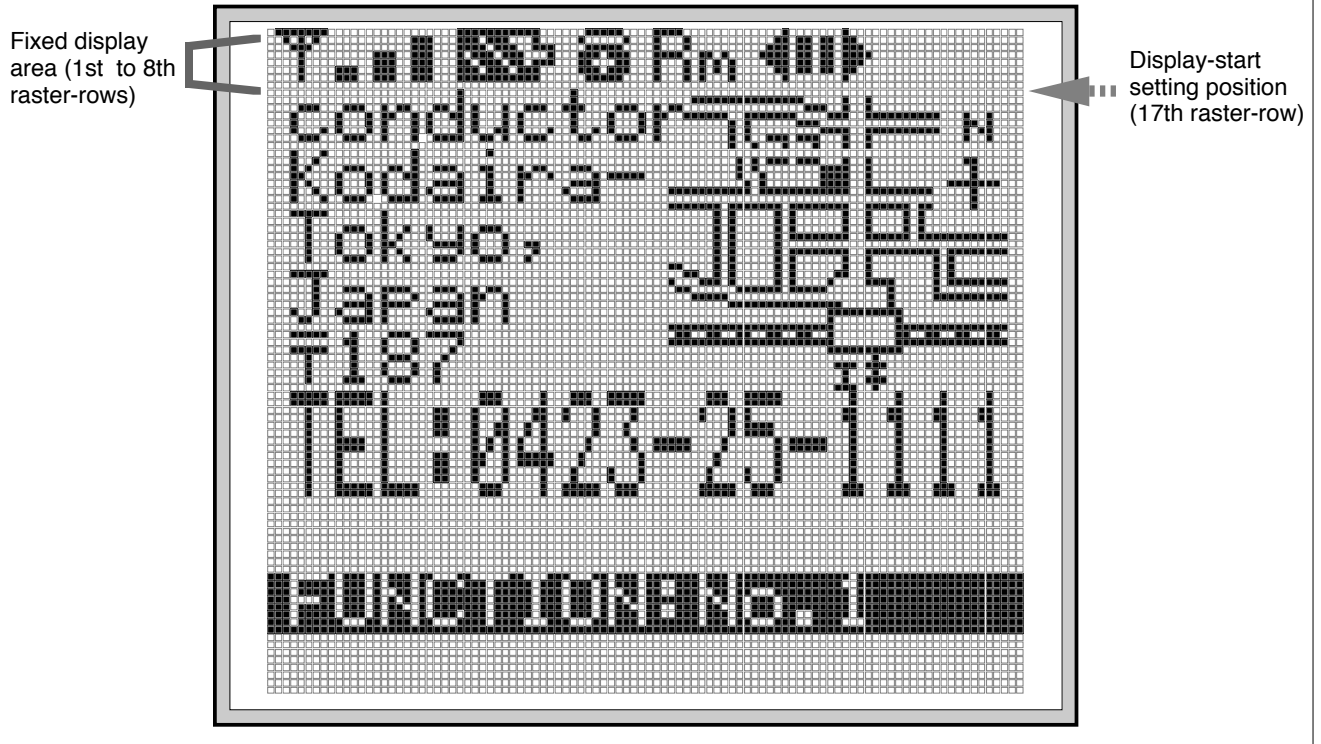 Fixed display
area (1st to 8th
raster-rows)
Display-start
setting position
(17th raster-row)
Rm
conductor
N
Kodaira-
Tokyo,
Japan
〒187
TEL:0423-25-1111
FUNCTION:No. 1